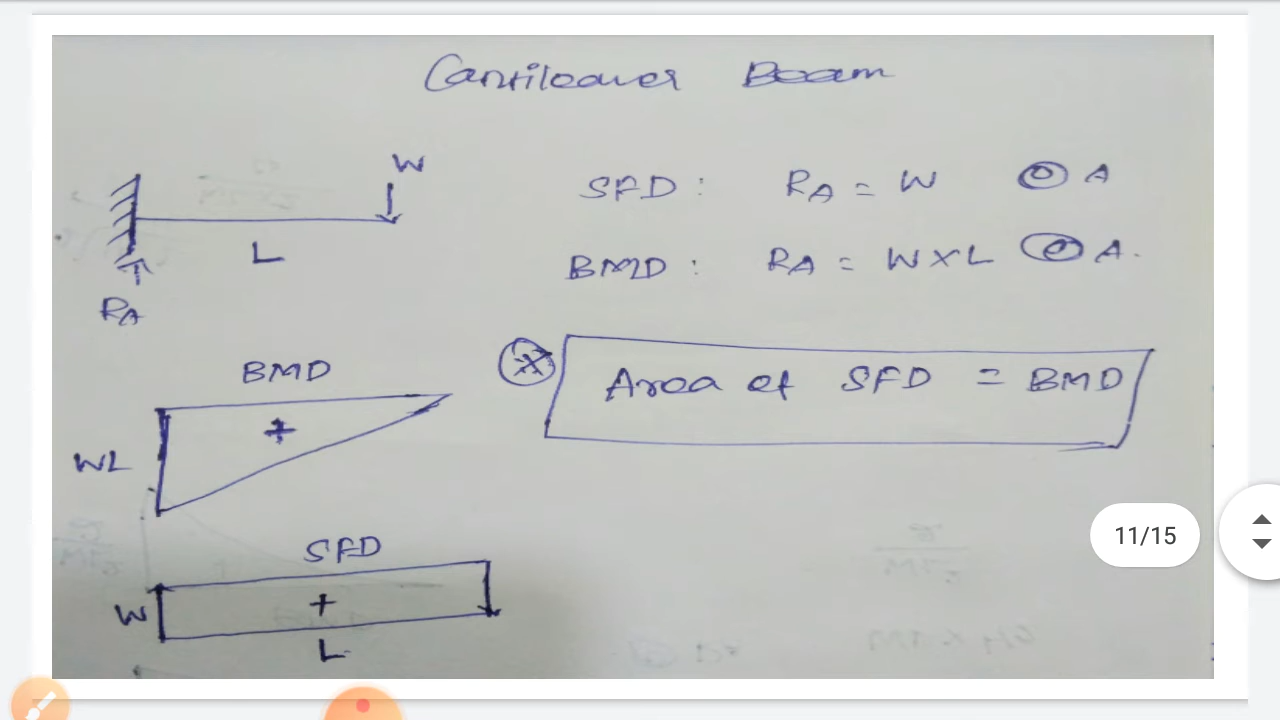 Cantileaver Beam
W
L
RA
SFD : RA = W @ A
BMD : RA = W X L @ A.
BMD
+
WL
Area of SFD = BMD
SFD
W
+
L
11/15